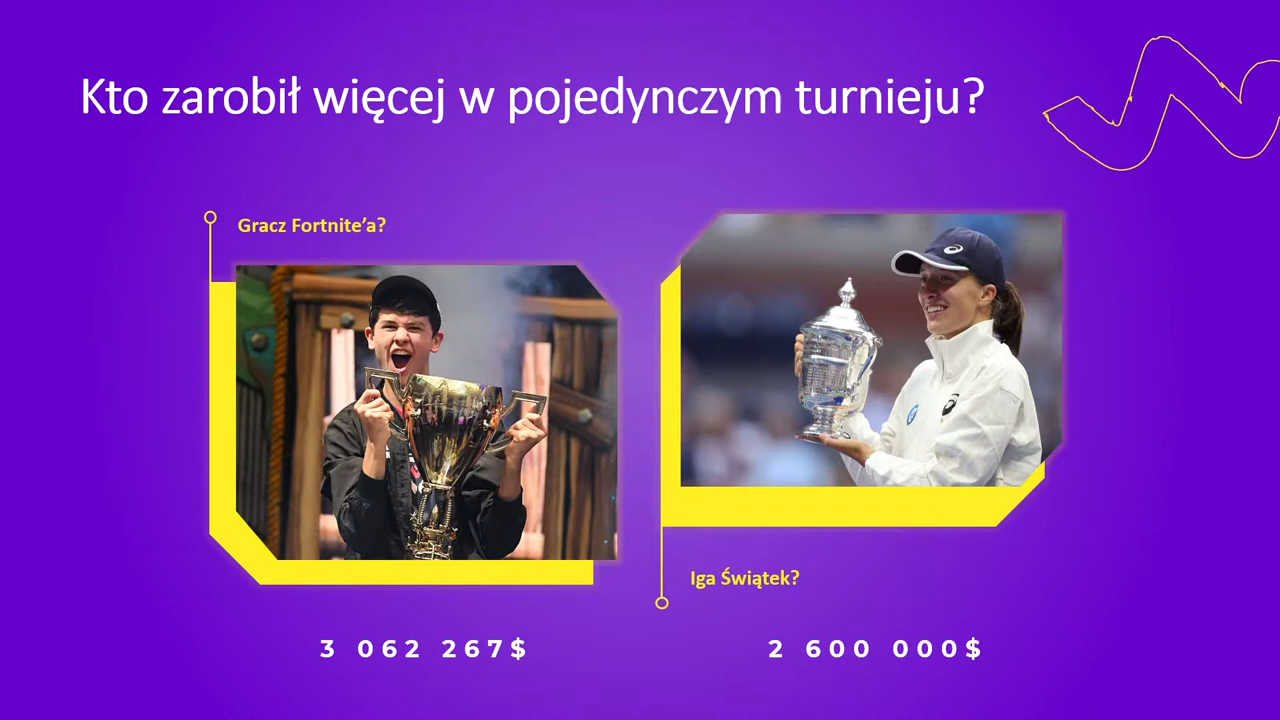 Kto zarobił więcej w pojedynczym turnieju?
Gracz Fortnite’a?
Iga Świątek?
3 062 267$
2 600 000$